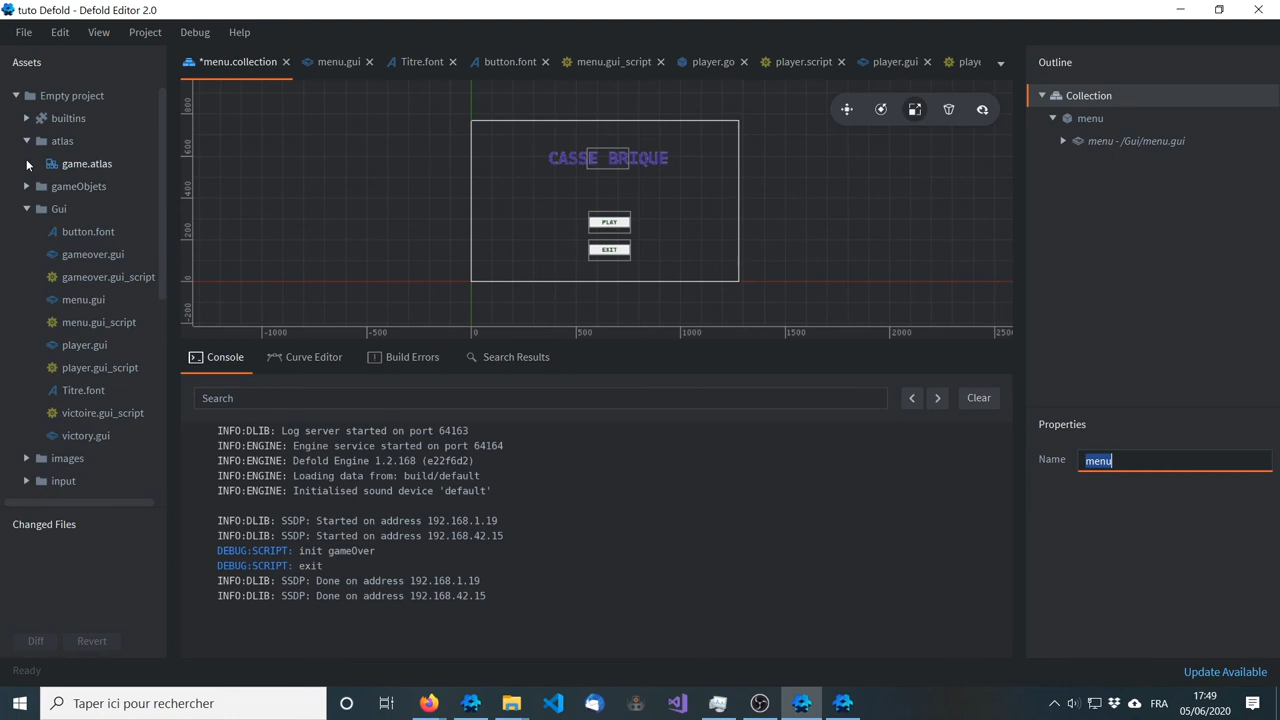 tuto Defold - Defold Editor 2.0
File Edit View Project Debug Help
Assets
Empty project
builtins
atlas
game.atlas
gameObjets
Gui
button.font
gameover.gui
gameover.gui_script
menu.gui
menu.gui_script
player.gui
player.gui_script
Titre.font
victoire.gui_script
victory.gui
images
input
Changed Files
Diff Revert
Ready
*menu.collection menu.gui Titre.font button.font menu.gui_script player.go player.script player.gui playe
800
600
400
200
0
-200
CASSE BRIQUE
PLAY
EXIT
-1000 -500 0 500 1000 1500 2000 2500
Console Curve Editor Build Errors Search Results
Search
Clear
INFO:DLIB: Log server started on port 64163
INFO:ENGINE: Engine service started on port 64164
INFO:ENGINE: Defold Engine 1.2.168 (e22f6d2)
INFO:ENGINE: Loading data from: build/default
INFO:ENGINE: Initialised sound device 'default'
INFO:DLIB: SSDP: Started on address 192.168.1.19
INFO:DLIB: SSDP: Started on address 192.168.42.15
DEBUG:SCRIPT: init gameOver
DEBUG:SCRIPT: exit
INFO:DLIB: SSDP: Done on address 192.168.1.19
INFO:DLIB: SSDP: Done on address 192.168.42.15
Outline
Collection
menu
menu - /Gui/menu.gui
Properties
Name menu
Update Available
Taper ici pour rechercher
FRA
17:49
05/06/2020